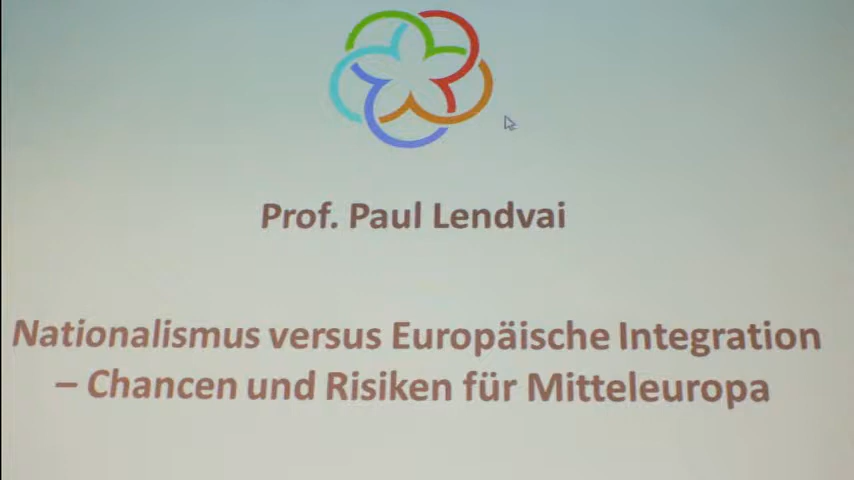 Prof. Paul Lendvai
Nationalismus versus Europäische Integration
– Chancen und Risiken für Mitteleuropa